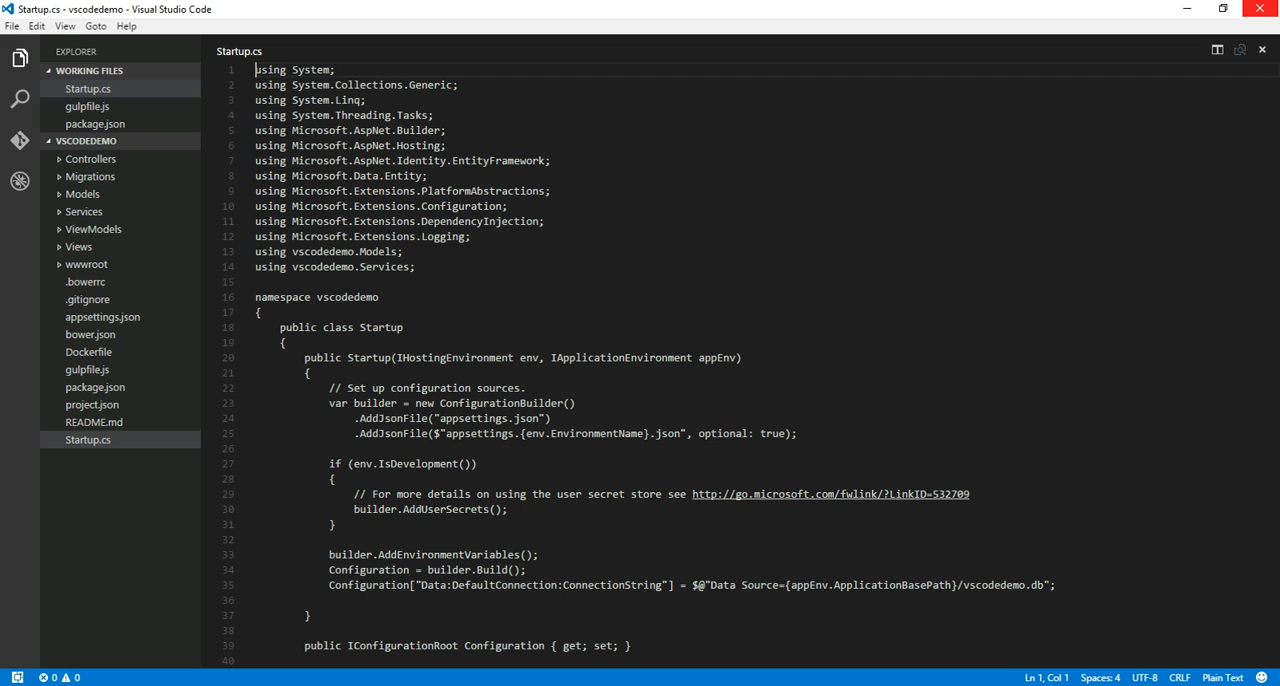 Startup.cs - vscodedemo - Visual Studio Code
File Edit View Goto Help
EXPLORER
WORKING FILES
Startup.cs
gulpfile.js
package.json
VSCODEDEMO
Controllers
Migrations
Models
Services
ViewModels
Views
wwwroot
.bowerrc
.gitignore
appsettings.json
bower.json
Dockerfile
gulpfile.js
package.json
project.json
README.md
Startup.cs
Startup.cs
1 using System;
2 using System.Collections.Generic;
3 using System.Linq;
4 using System.Threading.Tasks;
5 using Microsoft.AspNet.Builder;
6 using Microsoft.AspNet.Hosting;
7 using Microsoft.AspNet.Identity.EntityFramework;
8 using Microsoft.Data.Entity;
9 using Microsoft.Extensions.PlatformAbstractions;
10 using Microsoft.Extensions.Configuration;
11 using Microsoft.Extensions.DependencyInjection;
12 using Microsoft.Extensions.Logging;
13 using vscodedemo.Models;
14 using vscodedemo.Services;
15
16 namespace vscodedemo
17 {
18     public class Startup
19     {
20         public Startup(IHostingEnvironment env, IApplicationEnvironment appEnv)
21         {
22             // Set up configuration sources.
23             var builder = new ConfigurationBuilder()
24                 .AddJsonFile("appsettings.json")
25                 .AddJsonFile($"appsettings.{env.EnvironmentName}.json", optional: true);
26
27             if (env.IsDevelopment())
28             {
29                 // For more details on using the user secret store see http://go.microsoft.com/fwlink/?LinkID=532709
30                 builder.AddUserSecrets();
31             }
32
33             builder.AddEnvironmentVariables();
34             Configuration = builder.Build();
35             Configuration["Data:DefaultConnection:ConnectionString"] = $@"Data Source={appEnv.ApplicationBasePath}/vscodedemo.db";
36
37         }
38
39         public IConfigurationRoot Configuration { get; set; }
40
0 0 Ln 1, Col 1 Spaces: 4 UTF-8 CRLF Plain Text